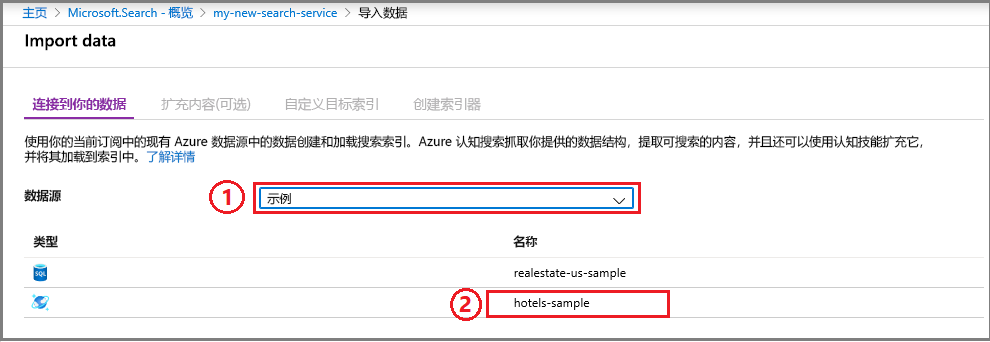 主页 > Microsoft.Search - 概览 > my-new-search-service > 导入数据
Import data
连接到你的数据 扩充内容(可选) 自定义目标索引 创建索引器
使用你的当前订阅中的现有 Azure 数据源中的数据创建和加载搜索索引。Azure 认知搜索抓取你提供的数据结构，提取可搜索的内容，并且还可以使用认知技能扩充它，
并将其加载到索引中。了解详情
数据源 1 示例
类型 名称
SQL realestate-us-sample
2 hotels-sample